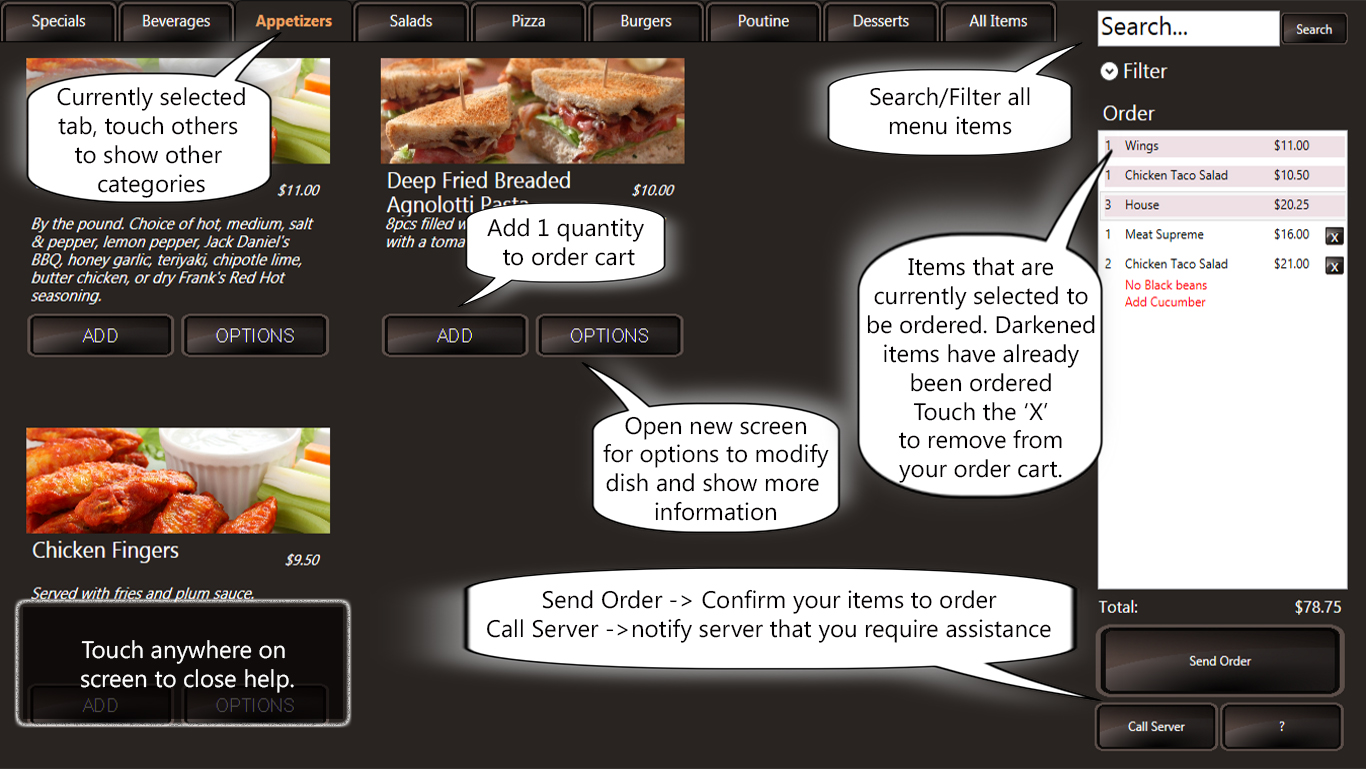 Specials
Beverages
Appetizers
Salads
Pizza
Burgers
Poutine
Desserts
All Items
Search...
Search
Filter
Order
Currently selected
tab, touch others
to show other
categories
$11.00
By the pound. Choice of hot, medium, salt
& pepper, lemon pepper, Jack Daniel's
BBQ, honey garlic, teriyaki, chipotle lime,
butter chicken, or dry Frank's Red Hot
seasoning.
ADD
OPTIONS
Deep Fried Breaded
Agnolotti Pasta
$10.00
8pcs filled
with a
Add 1 quantity
to order cart
ADD
OPTIONS
Open new screen
for options to modify
dish and show more
information
Search/Filter all
menu items
Items that are
currently selected to
be ordered. Darkened
items have already
been ordered
Touch the ‘X’
to remove from
your order cart.
1 Wings $11.00
1 Chicken Taco Salad $10.50
3 House $20.25
1 Meat Supreme $16.00 X
2 Chicken Taco Salad $21.00 X
No Black beans
Add Cucumber
Chicken Fingers
$9.50
Served with fries and plum sauce.
Touch anywhere on
screen to close help.
ADD
OPTIONS
Send Order -> Confirm your items to order
Call Server ->notify server that you require assistance
Total: $78.75
Send Order
Call Server
?